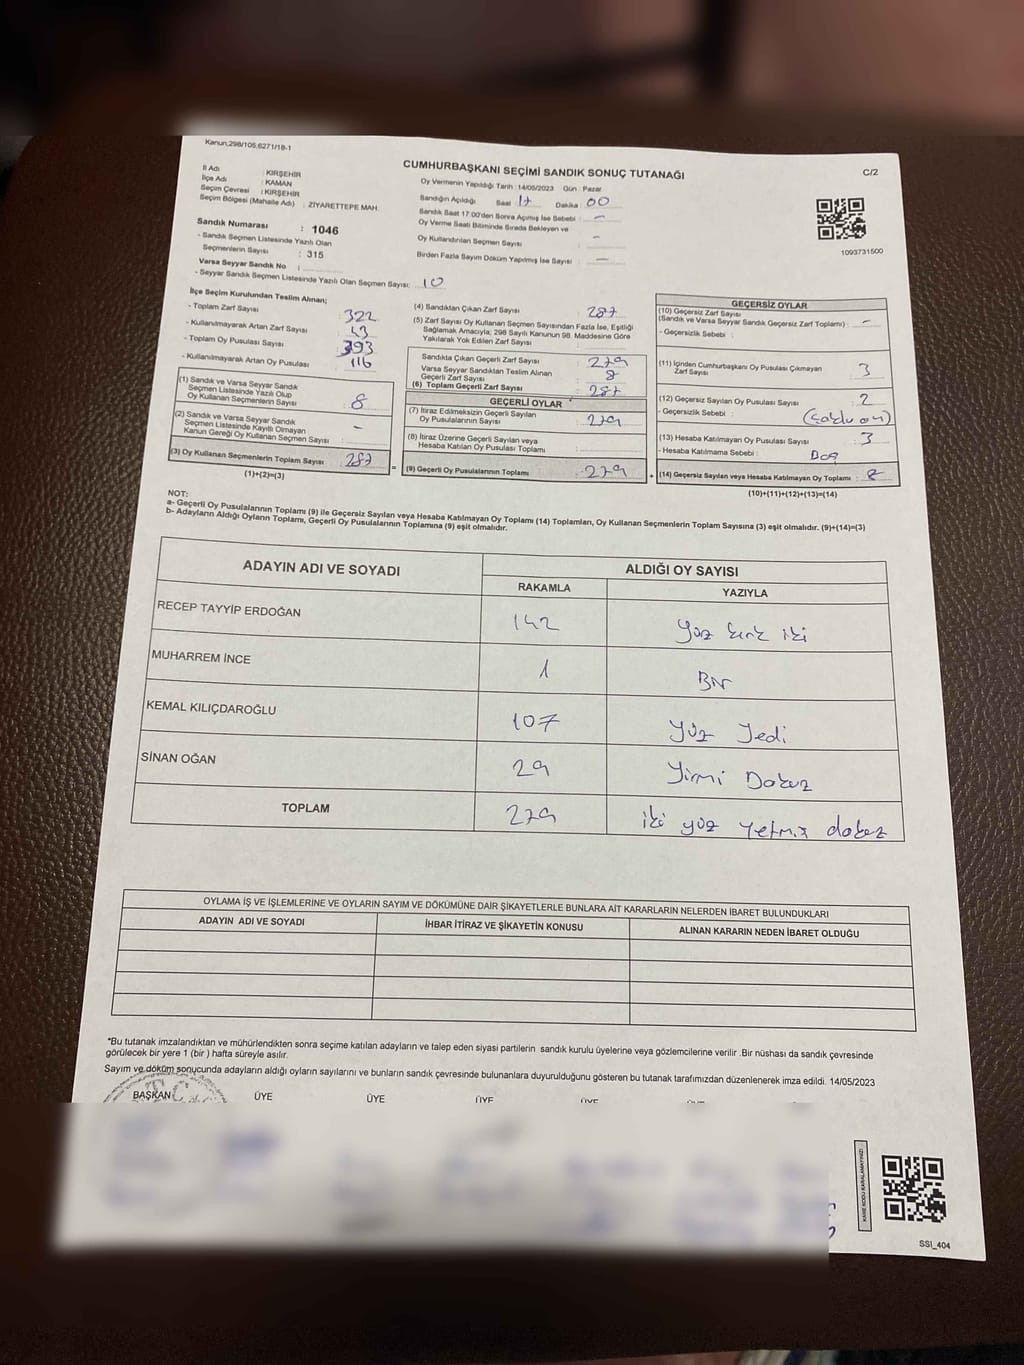 Kanun,298/105,6271/18-1
CUMHURBAŞKANI SEÇİMİ SANDIK SONUÇ TUTANAĞI
C/2
İl Adı : KIRŞEHİR
İlçe Adı : KAMAN
Seçim Çevresi : KIRŞEHİR
Seçim Bölgesi (Mahalle Adı) : ZİYARETTEPE MAH.
Sandık Numarası : 1046
- Sandık Seçmen Listesinde Yazılı Olan
Seçmenlerin Sayısı : 315
Varsa Seyyar Sandık No :
- Seyyar Sandık Seçmen Listesinde Yazılı Olan Seçmen Sayısı: 10
Oy Vermenin Yapıldığı Tarih :14/05/2023 Gün : Pazar
Sandığın Açıldığı Saat : 17 Dakika : 00
Sandık Saat 17.00'den Sonra Açılmış İse Sebebi : -
Oy Verme Saati Bitiminde Sırada Bekleyen ve
Oy Kullandırılan Seçmen Sayısı : -
Birden Fazla Sayım Döküm Yapılmış İse Sayısı : -
1093731500
İlçe Seçim Kurulundan Teslim Alınan;
- Toplam Zarf Sayısı : 322
- Kullanılmayarak Artan Zarf Sayısı : 43
- Toplam Oy Pusulası Sayısı : 393
- Kullanılmayarak Artan Oy Pusulası : 116
(1) Sandık ve Varsa Seyyar Sandık
Seçmen Listesinde Yazılı Olup
Oy Kullanan Seçmenlerin Sayısı : 8
(2) Sandık ve Varsa Seyyar Sandık
Seçmen Listesinde Kayıtlı Olmayan
Kanun Gereği Oy Kullanan Seçmen Sayısı : -
(3) Oy Kullanan Seçmenlerin Toplam Sayısı : 287
(1)+(2)=(3)
(4) Sandıktan Çıkan Zarf Sayısı : 287
(5) Zarf Sayısı Oy Kullanan Seçmen Sayısından Fazla İse, Eşitliği
Sağlamak Amacıyla; 298 Sayılı Kanunun 98. Maddesine Göre
Yakılarak Yok Edilen Zarf Sayısı :
Sandıkta Çıkan Geçerli Zarf Sayısı : 279
Varsa Seyyar Sandıktan Teslim Alınan
Geçerli Zarf Sayısı : 8
(6) Toplam Geçerli Zarf Sayısı : 287
GEÇERLİ OYLAR
(7) İtiraz Edilmeksizin Geçerli Sayılan
Oy Pusulalarının Sayısı : 279
(8) İtiraz Üzerine Geçerli Sayılan veya
Hesaba Katılan Oy Pusulası Toplamı :
= (9) Geçerli Oy Pusulalarının Toplamı : 279 +
GEÇERSİZ OYLAR
(10) Geçersiz Zarf Sayısı
(Sandık ve Varsa Seyyar Sandık Geçersiz Zarf Toplamı) : -
- Geçersizlik Sebebi :
(11) İçinden Cumhurbaşkanı Oy Pusulası Çıkmayan
Zarf Sayısı : 3
(12) Geçersiz Sayılan Oy Pusulası Sayısı : 2
- Geçersizlik Sebebi :
(13) Hesaba Katılmayan Oy Pusulası Sayısı : 3
- Hesaba Katılmama Sebebi : Boş
(14) Geçersiz Sayılan veya Hesaba Katılmayan Oy Toplamı : 8
(10)+(11)+(12)+(13)=(14)
NOT:
a- Geçerli Oy Pusulalarının Toplamı (9) ile Geçersiz Sayılan veya Hesaba Katılmayan Oy Toplamı (14) Toplamları, Oy Kullanan Seçmenlerin Toplam Sayısına (3) eşit olmalıdır. (9)+(14)=(3)
b- Adayların Aldığı Oyların Toplamı, Geçerli Oy Pusulalarının Toplamına (9) eşit olmalıdır.
ADAYIN ADI VE SOYADI
ALDIĞI OY SAYISI
RAKAMLA YAZIYLA
RECEP TAYYİP ERDOĞAN 142 Yüz kırk iki
MUHARREM İNCE 1 Bir
KEMAL KILIÇDAROĞLU 107 Yüz Yedi
SİNAN OĞAN 29 Yirmi Dokuz
TOPLAM 279 iki yüz yetmiş dokuz
OYLAMA İŞ VE İŞLEMLERİNE VE OYLARIN SAYIM VE DÖKÜMÜNE DAİR ŞİKAYETLERLE BUNLARA AİT KARARLARIN NELERDEN İBARET BULUNDUKLARI
ADAYIN ADI VE SOYADI İHBAR İTİRAZ VE ŞİKAYETİN KONUSU ALINAN KARARIN NEDEN İBARET OLDUĞU
*Bu tutanak imzalandıktan ve mühürlendikten sonra seçime katılan adayların ve talep eden siyasi partilerin sandık kurulu üyelerine veya gözlemcilerine verilir .Bir nüshası da sandık çevresinde
görülecek bir yere 1 (bir ) hafta süreyle asılır.
Sayım ve döküm sonucunda adayların aldığı oyların sayılarını ve bunların sandık çevresinde bulunanlara duyurulduğunu gösteren bu tutanak tarafımızdan düzenlenerek imza edildi. 14/05/2023
BAŞKAN ÜYE ÜYE ÜYE ÜYE
KARE KODU KARALAMAYINIZ!
SSI_404